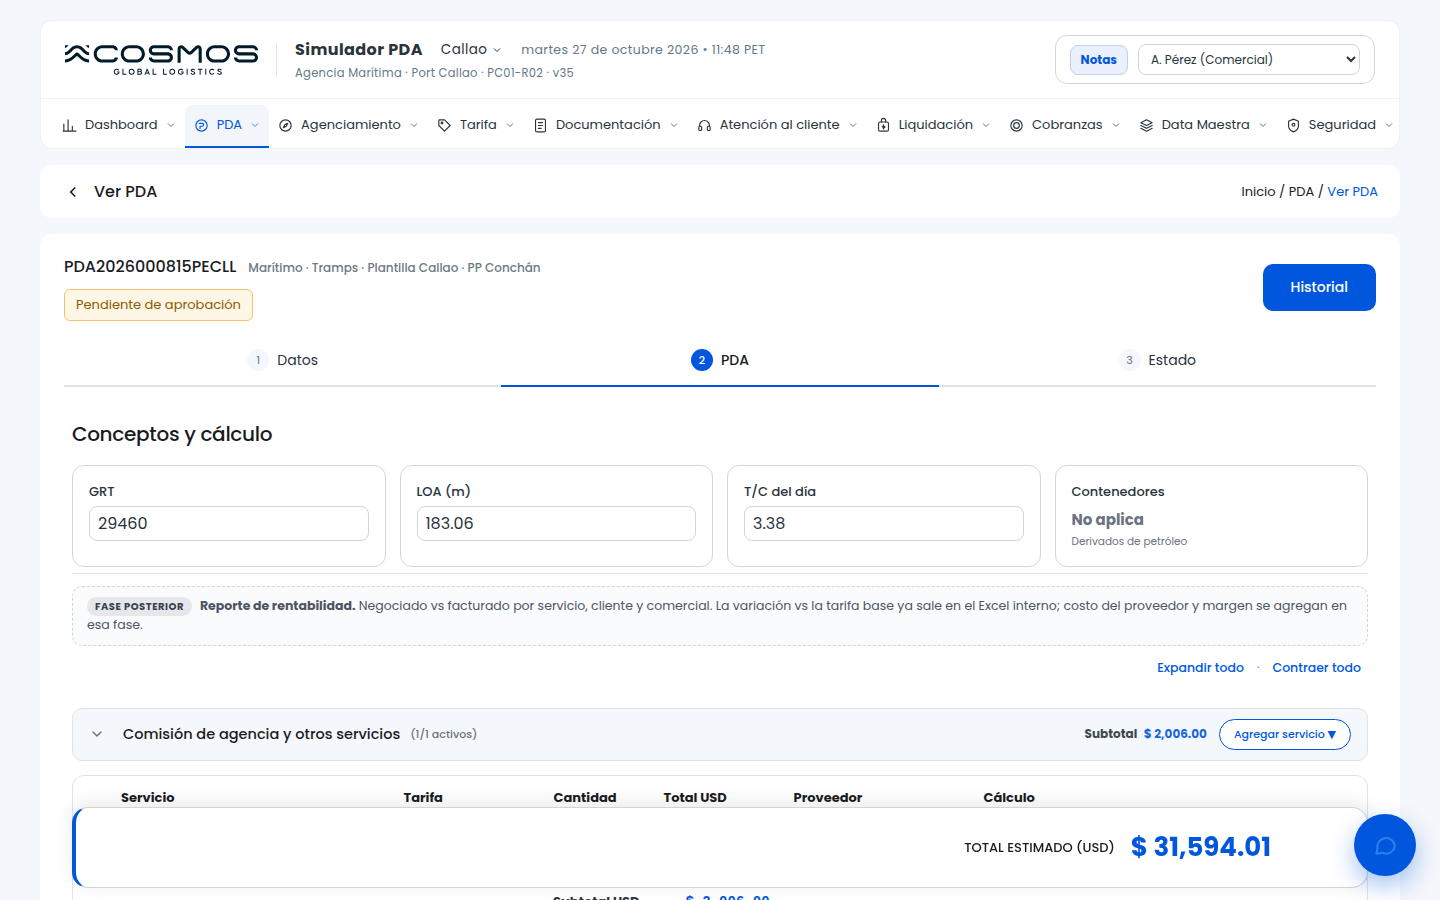 COSMOS
GLOBAL LOGISTICS
Simulador PDA Callao martes 27 de octubre 2026 • 11:48 PET
Agencia Marítima · Port Callao · PC01-R02 · v35
Notas A. Pérez (Comercial)
Dashboard PDA Agenciamiento Tarifa Documentación Atención al cliente Liquidación Cobranzas Data Maestra Seguridad
Ver PDA Inicio / PDA / Ver PDA
PDA2026000815PECLL Marítimo · Tramps · Plantilla Callao · PP Conchán
Pendiente de aprobación
Historial
1 Datos 2 PDA 3 Estado
Conceptos y cálculo
GRT LOA (m) T/C del día Contenedores
29460 183.06 3.38 No aplica
Derivados de petróleo
FASE POSTERIOR Reporte de rentabilidad. Negociado vs facturado por servicio, cliente y comercial. La variación vs la tarifa base ya sale en el Excel interno; costo del proveedor y margen se agregan en
esa fase.
Expandir todo · Contraer todo
Comisión de agencia y otros servicios (1/1 activos) Subtotal $ 2,006.00 Agregar servicio ▼
Servicio Tarifa Cantidad Total USD Proveedor Cálculo
TOTAL ESTIMADO (USD) $ 31,594.01